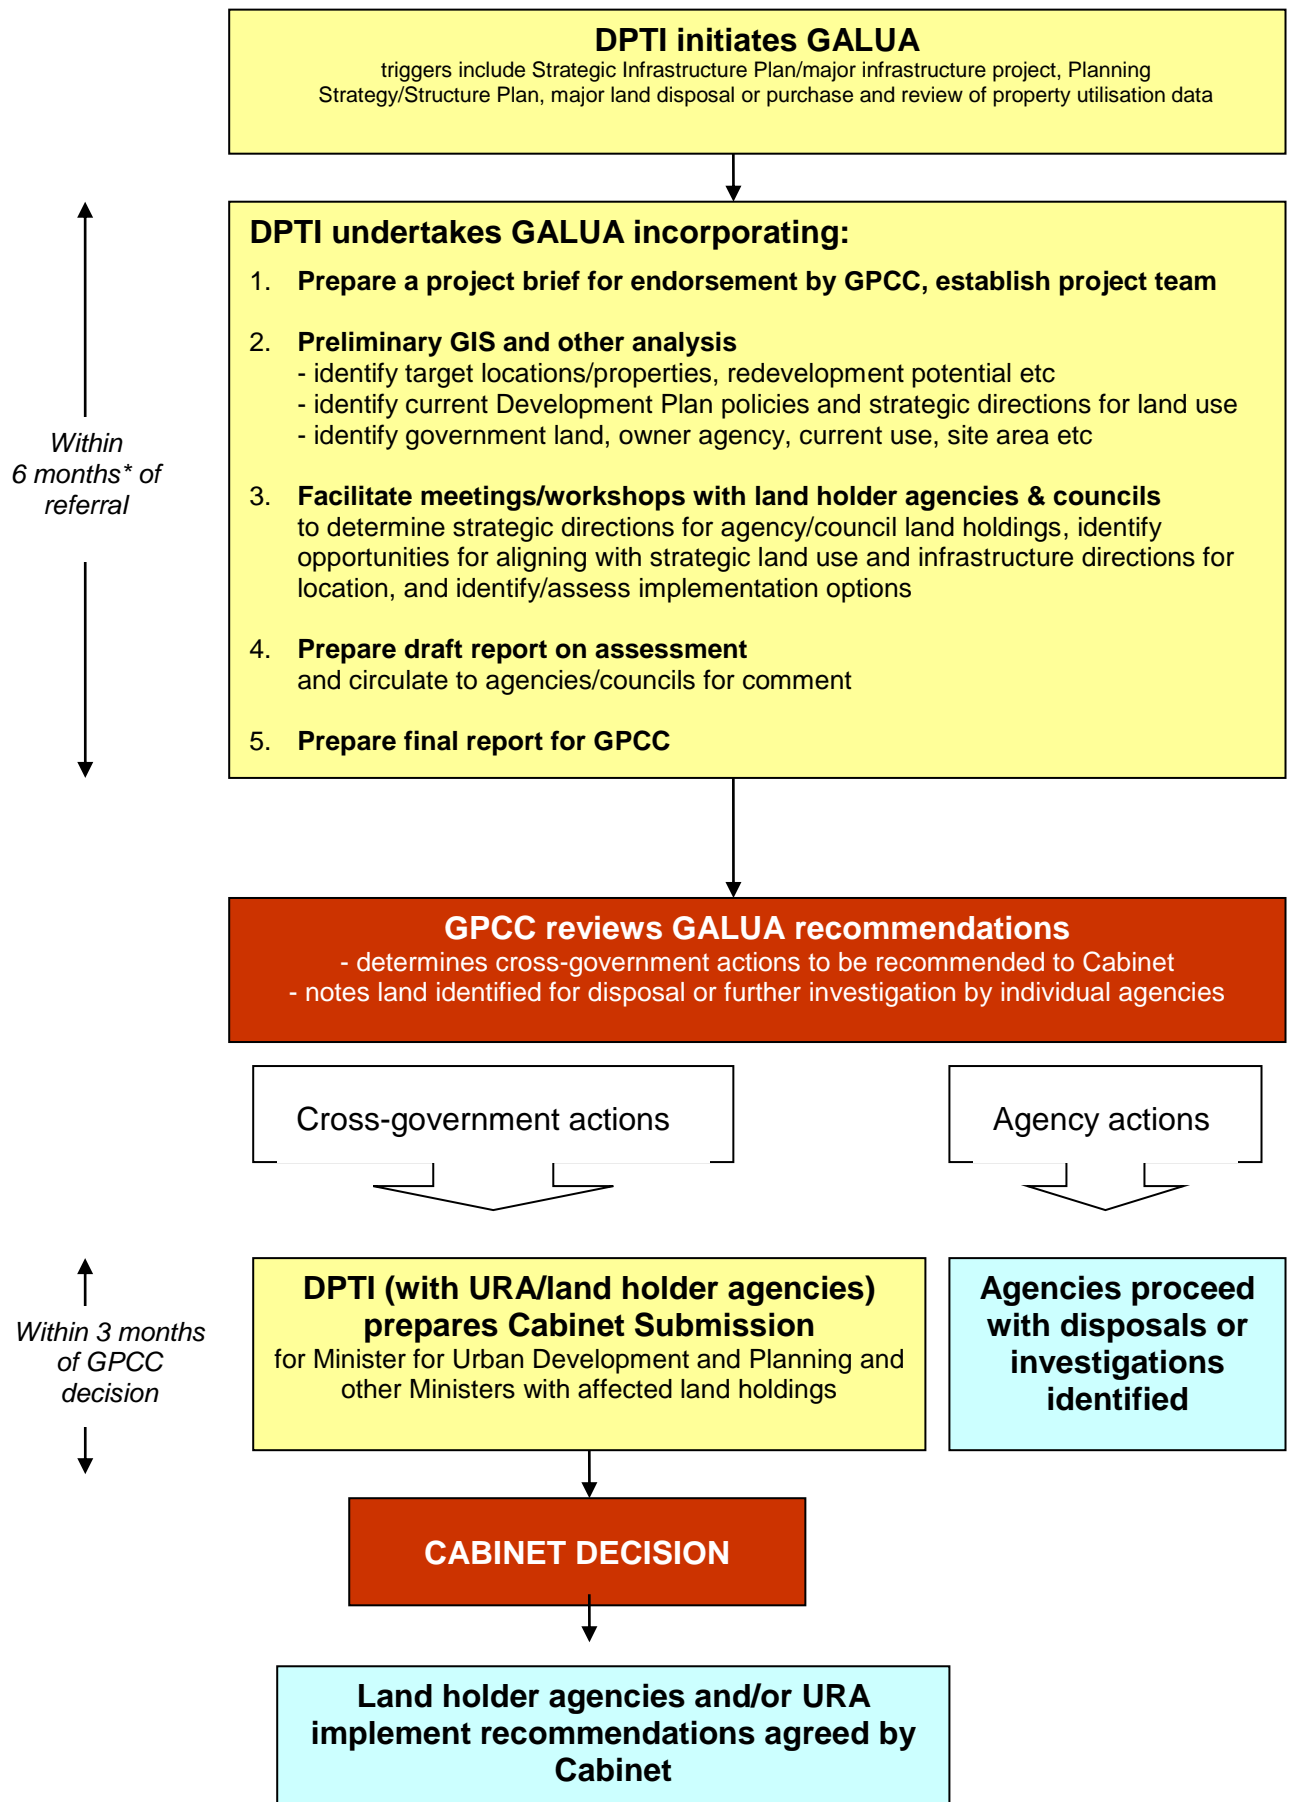 DPTI initiates GALUA
triggers include Strategic Infrastructure Plan/major infrastructure project, Planning
Strategy/Structure Plan, major land disposal or purchase and review of property utilisation data
Within
6 months* of
referral
DPTI undertakes GALUA incorporating:
1. Prepare a project brief for endorsement by GPCC, establish project team
2. Preliminary GIS and other analysis
- identify target locations/properties, redevelopment potential etc
- identify current Development Plan policies and strategic directions for land use
- identify government land, owner agency, current use, site area etc
3. Facilitate meetings/workshops with land holder agencies & councils
to determine strategic directions for agency/council land holdings, identify
opportunities for aligning with strategic land use and infrastructure directions for
location, and identify/assess implementation options
4. Prepare draft report on assessment
and circulate to agencies/councils for comment
5. Prepare final report for GPCC
GPCC reviews GALUA recommendations
- determines cross-government actions to be recommended to Cabinet
- notes land identified for disposal or further investigation by individual agencies
Cross-government actions
Agency actions
Within 3 months
of GPCC
decision
DPTI (with URA/land holder agencies)
prepares Cabinet Submission
for Minister for Urban Development and Planning and
other Ministers with affected land holdings
Agencies proceed
with disposals or
investigations
identified
CABINET DECISION
Land holder agencies and/or URA
implement recommendations agreed by
Cabinet